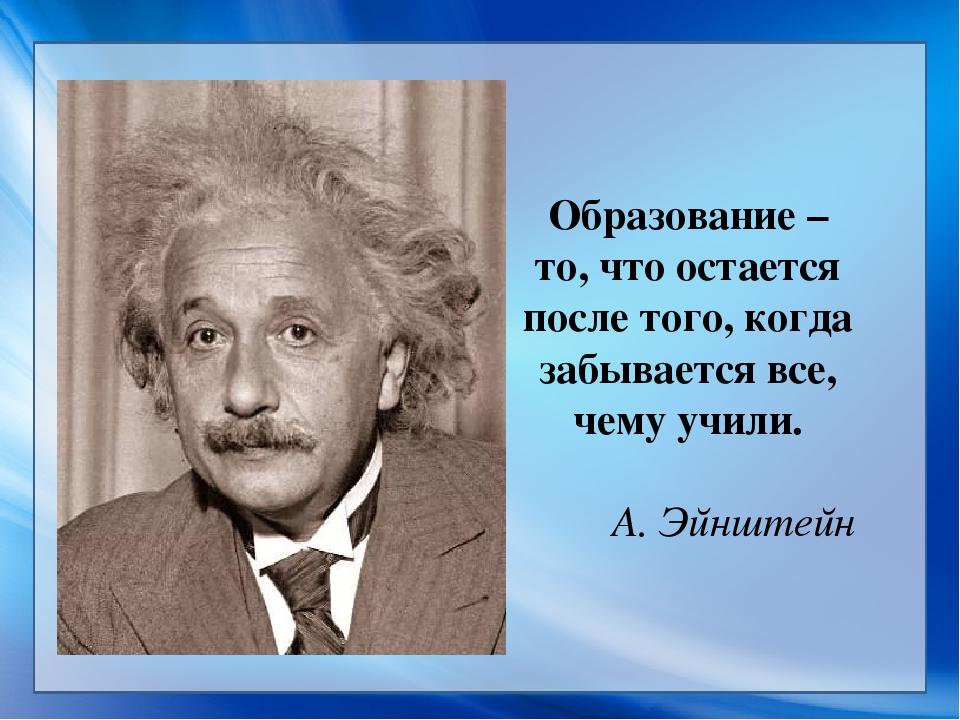 Образование –
то, что остается
после того, когда
забывается все,
чему учили.
А. Эйнштейн